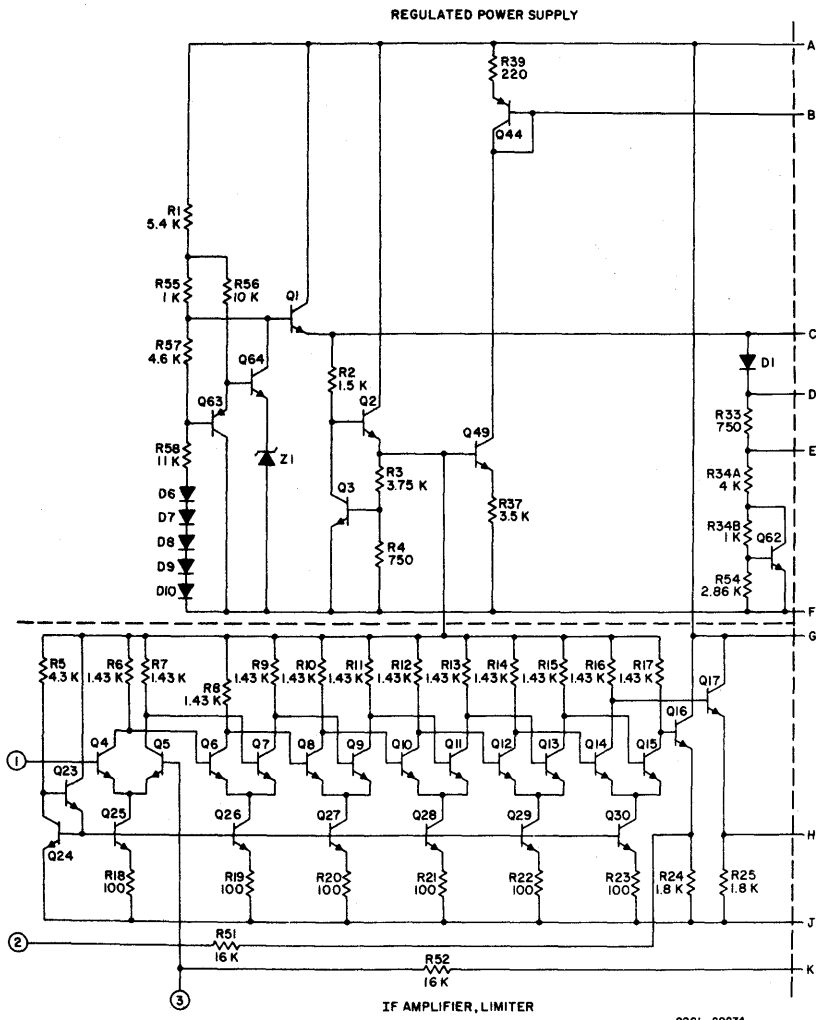 REGULATED POWER SUPPLY
A
R39
220
B
Q44
R1
5.4 K
R55
1 K
R56
10 K
Q1
C
R57
4.6 K
Q64
R2
1.5 K
D1
D
Q63
Q2
R33
750
Q49
E
R58
11 K
Z1
R3
3.75 K
R34A
4 K
Q3
R37
3.5 K
D6
D7
D8
D9
D10
R34B
1 K
Q62
R4
750
R54
2.86 K
F
G
R5
4.3 K
R6
1.43 K
R7
1.43 K
R8
1.43 K
R9
1.43 K
R10
1.43 K
R11
1.43 K
R12
1.43 K
R13
1.43 K
R14
1.43 K
R15
1.43 K
R16
1.43 K
R17
1.43 K
Q17
Q16
1
Q4
Q5
Q6
Q7
Q8
Q9
Q10
Q11
Q12
Q13
Q14
Q15
Q23
Q24
Q25
Q26
Q27
Q28
Q29
Q30
H
R18
100
R19
100
R20
100
R21
100
R22
100
R23
100
R24
1.8 K
R25
1.8 K
J
2
R51
16 K
R52
16 K
K
3
IF AMPLIFIER, LIMITER